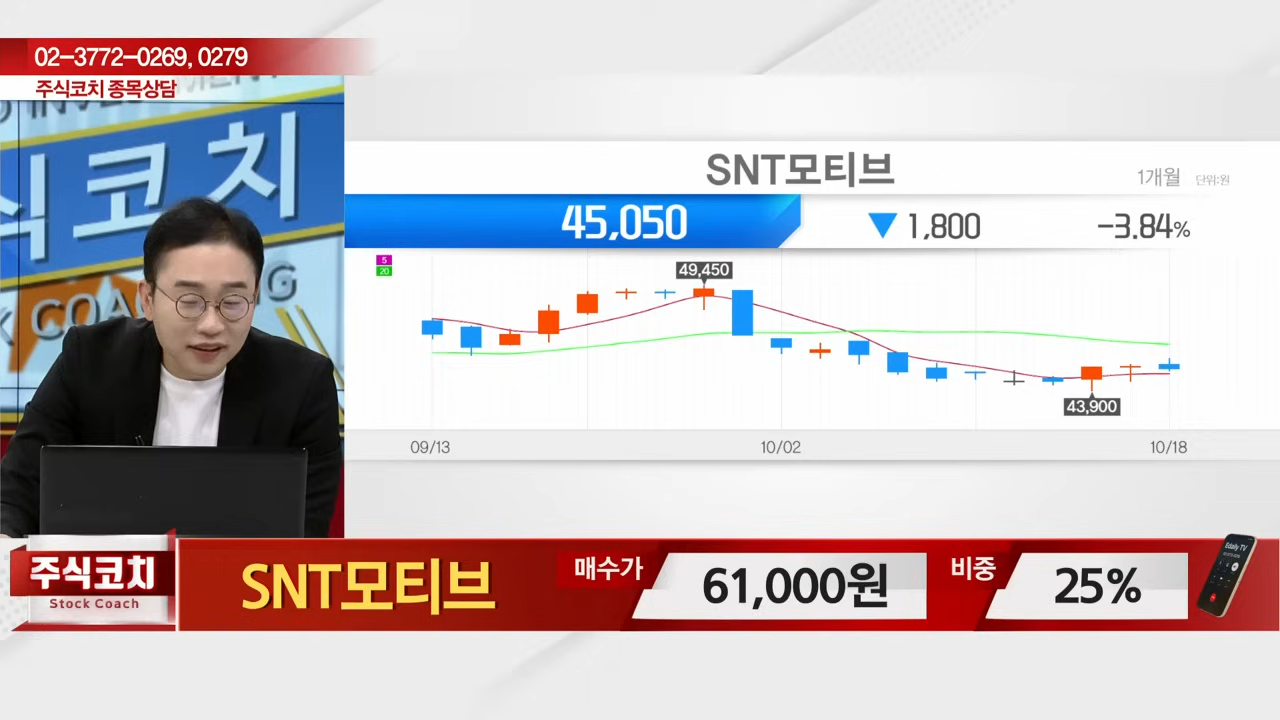 02-3772-0269, 0279
주식코치 종목상담
식코치
SNT모티브
1개월 단위:원
45,050 ▼ 1,800 -3.84%
5
20
49,450
43,900
09/13 10/02 10/18
주식코치
Stock Coach
SNT모티브 매수가 61,000원 비중 25%
Edaily TV